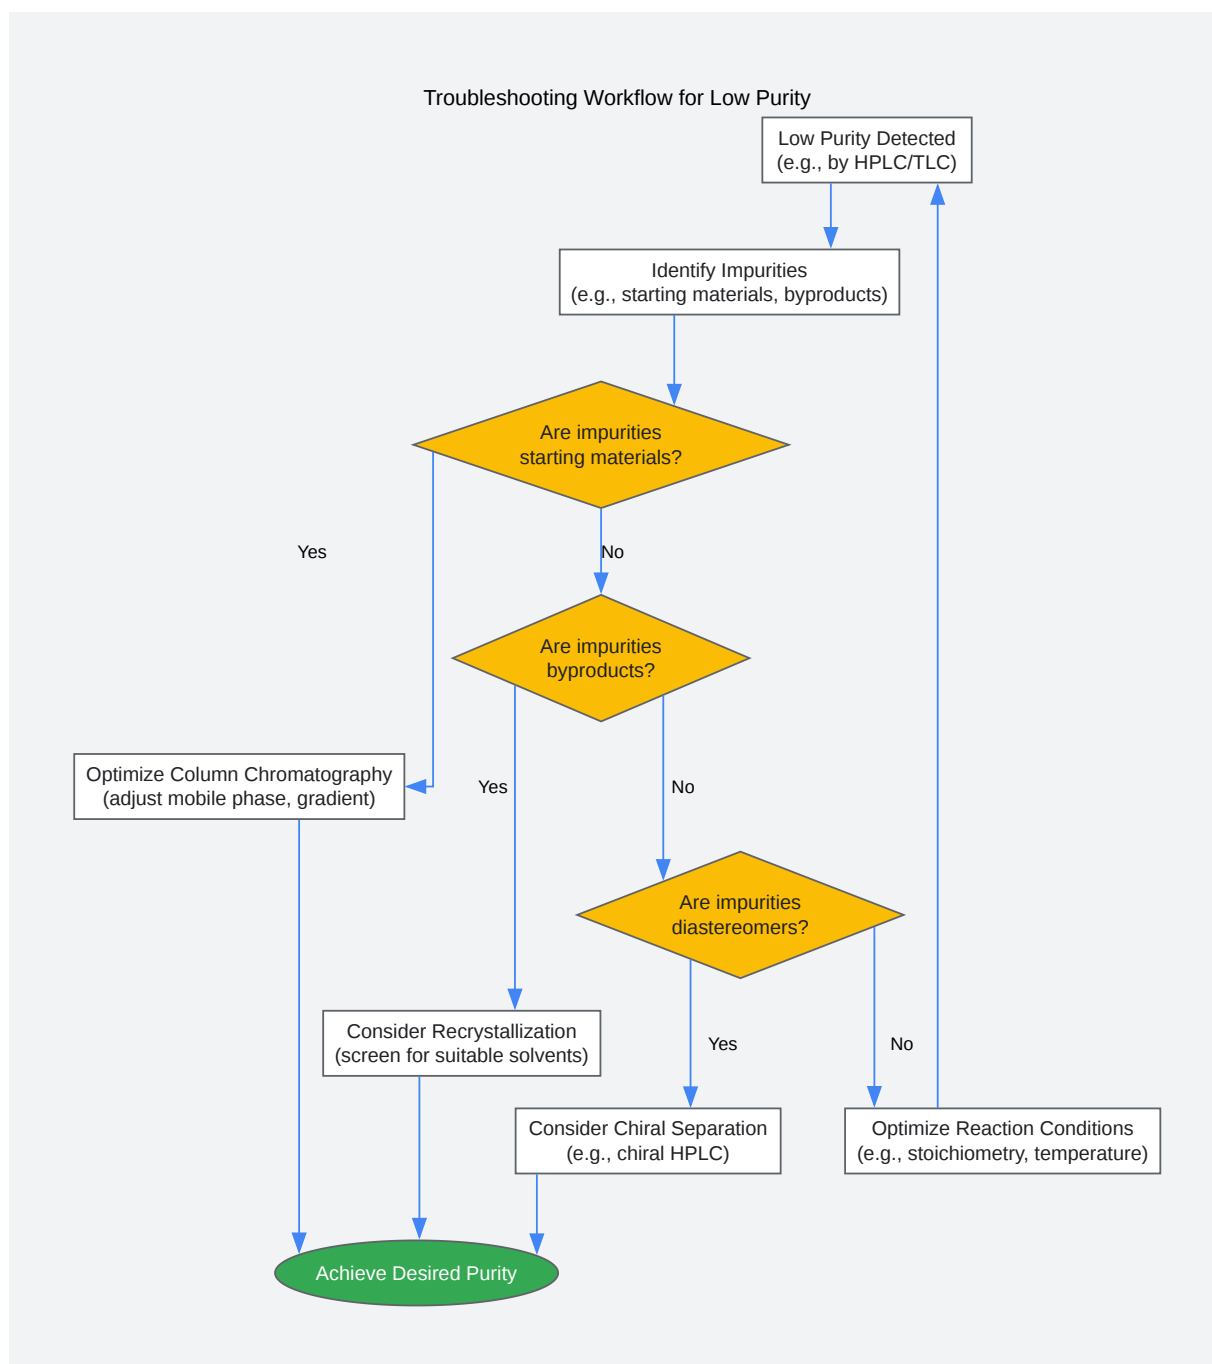 Troubleshooting Workflow for Low Purity
Low Purity Detected
(e.g., by HPLC/TLC)
Identify Impurities
(e.g., starting materials, byproducts)
Are impurities
starting materials?
Yes
No
Are impurities
byproducts?
Optimize Column Chromatography
(adjust mobile phase, gradient)
Yes
No
Are impurities
diastereomers?
Consider Recrystallization
(screen for suitable solvents)
Yes
No
Consider Chiral Separation
(e.g., chiral HPLC)
Optimize Reaction Conditions
(e.g., stoichiometry, temperature)
Achieve Desired Purity